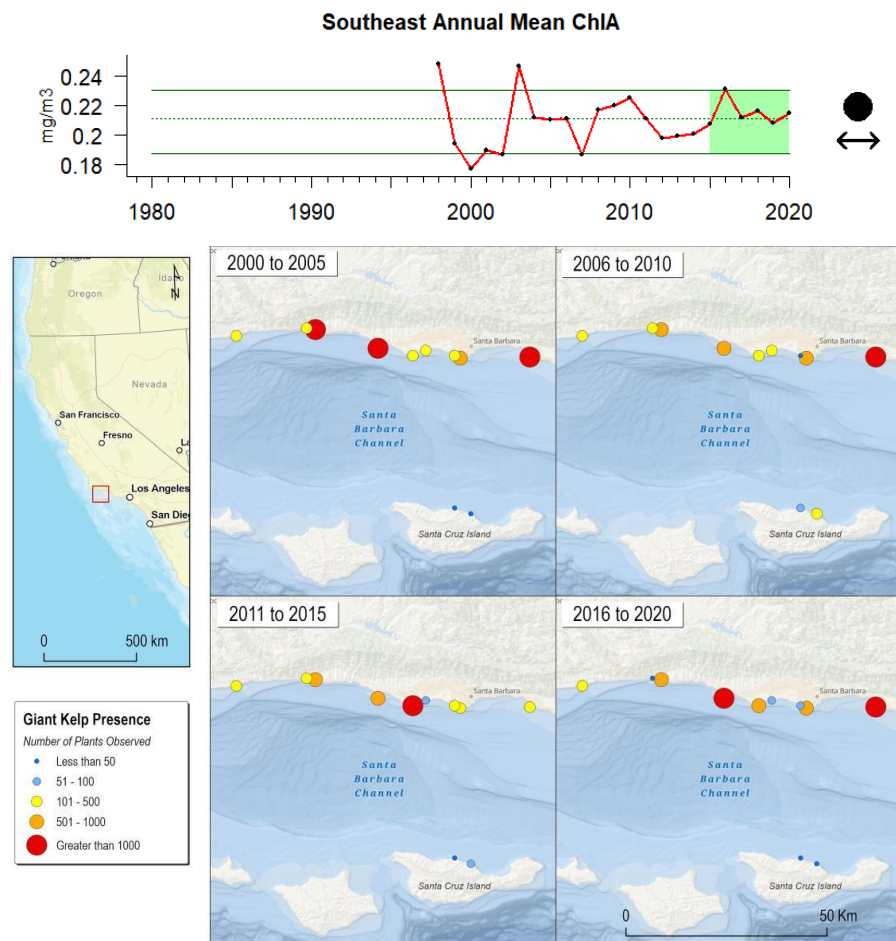 Southeast Annual Mean ChlA
mg/m3
0.24
0.22
0.2
0.18
1980
1990
2000
2010
2020
Idaho
Oregon
N
Nevada
San Francisco
Fresno
La
Los Angeles
San Die
0
500 km
Giant Kelp Presence
Number of Plants Observed
Less than 50
51 - 100
101 - 500
501 - 1000
Greater than 1000
2000 to 2005
Santa Barbara
Santa
Barbara
Channel
Santa Cruz Island
2006 to 2010
Santa Barbara
Santa
Barbara
Channel
Santa Cruz Island
2011 to 2015
Santa Barbara
Santa
Barbara
Channel
Santa Cruz Island
2016 to 2020
Santa Barbara
Santa
Barbara
Channel
Santa Cruz Island
0
50 Km